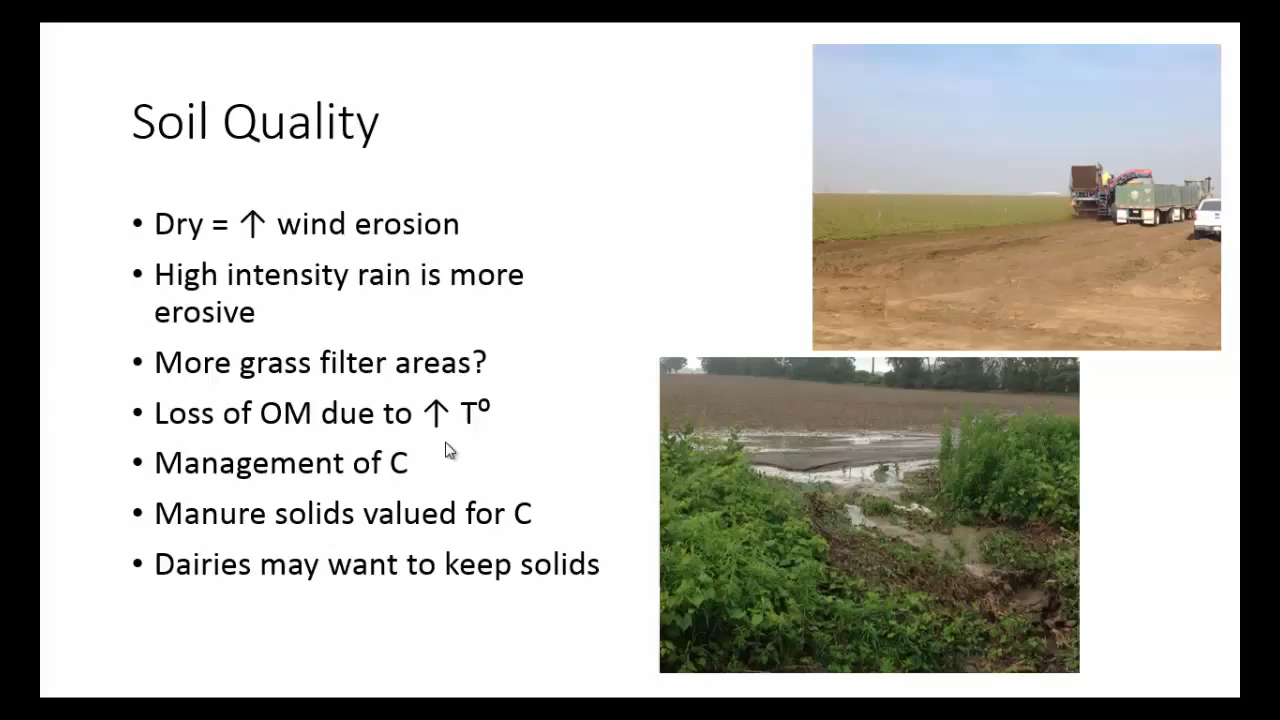 Soil Quality
• Dry = ↑ wind erosion
• High intensity rain is more
erosive
• More grass filter areas?
• Loss of OM due to ↑ Tº
• Management of C
• Manure solids valued for C
• Dairies may want to keep solids